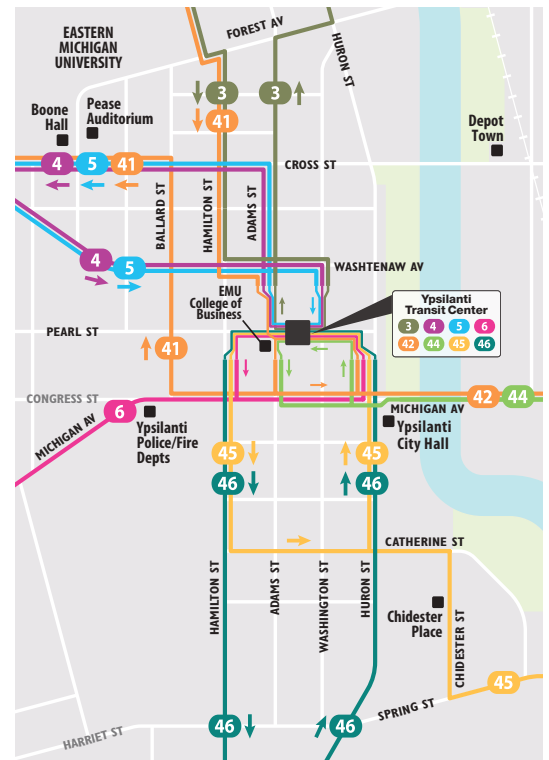 FOREST AV
EASTERN
MICHIGAN
UNIVERSITY
HURON ST
3
3
41
Boone
Hall
Pease
Auditorium
Depot
Town
4
5
41
CROSS ST
BALLARD ST
HAMILTON ST
ADAMS ST
4
5
WASHTENAW AV
EMU
College of
Business
Ypsilanti
Transit Center
3
4
5
6
42
44
45
46
PEARL ST
41
CONGRESS ST
42
44
MICHIGAN AV
6
MICHIGAN AV
Ypsilanti
Police/Fire
Depts
Ypsilanti
City Hall
45
45
46
46
CATHERINE ST
HAMILTON ST
ADAMS ST
WASHINGTON ST
HURON ST
Chidester
Place
CHIDESTER ST
45
SPRING ST
46
46
HARRIET ST